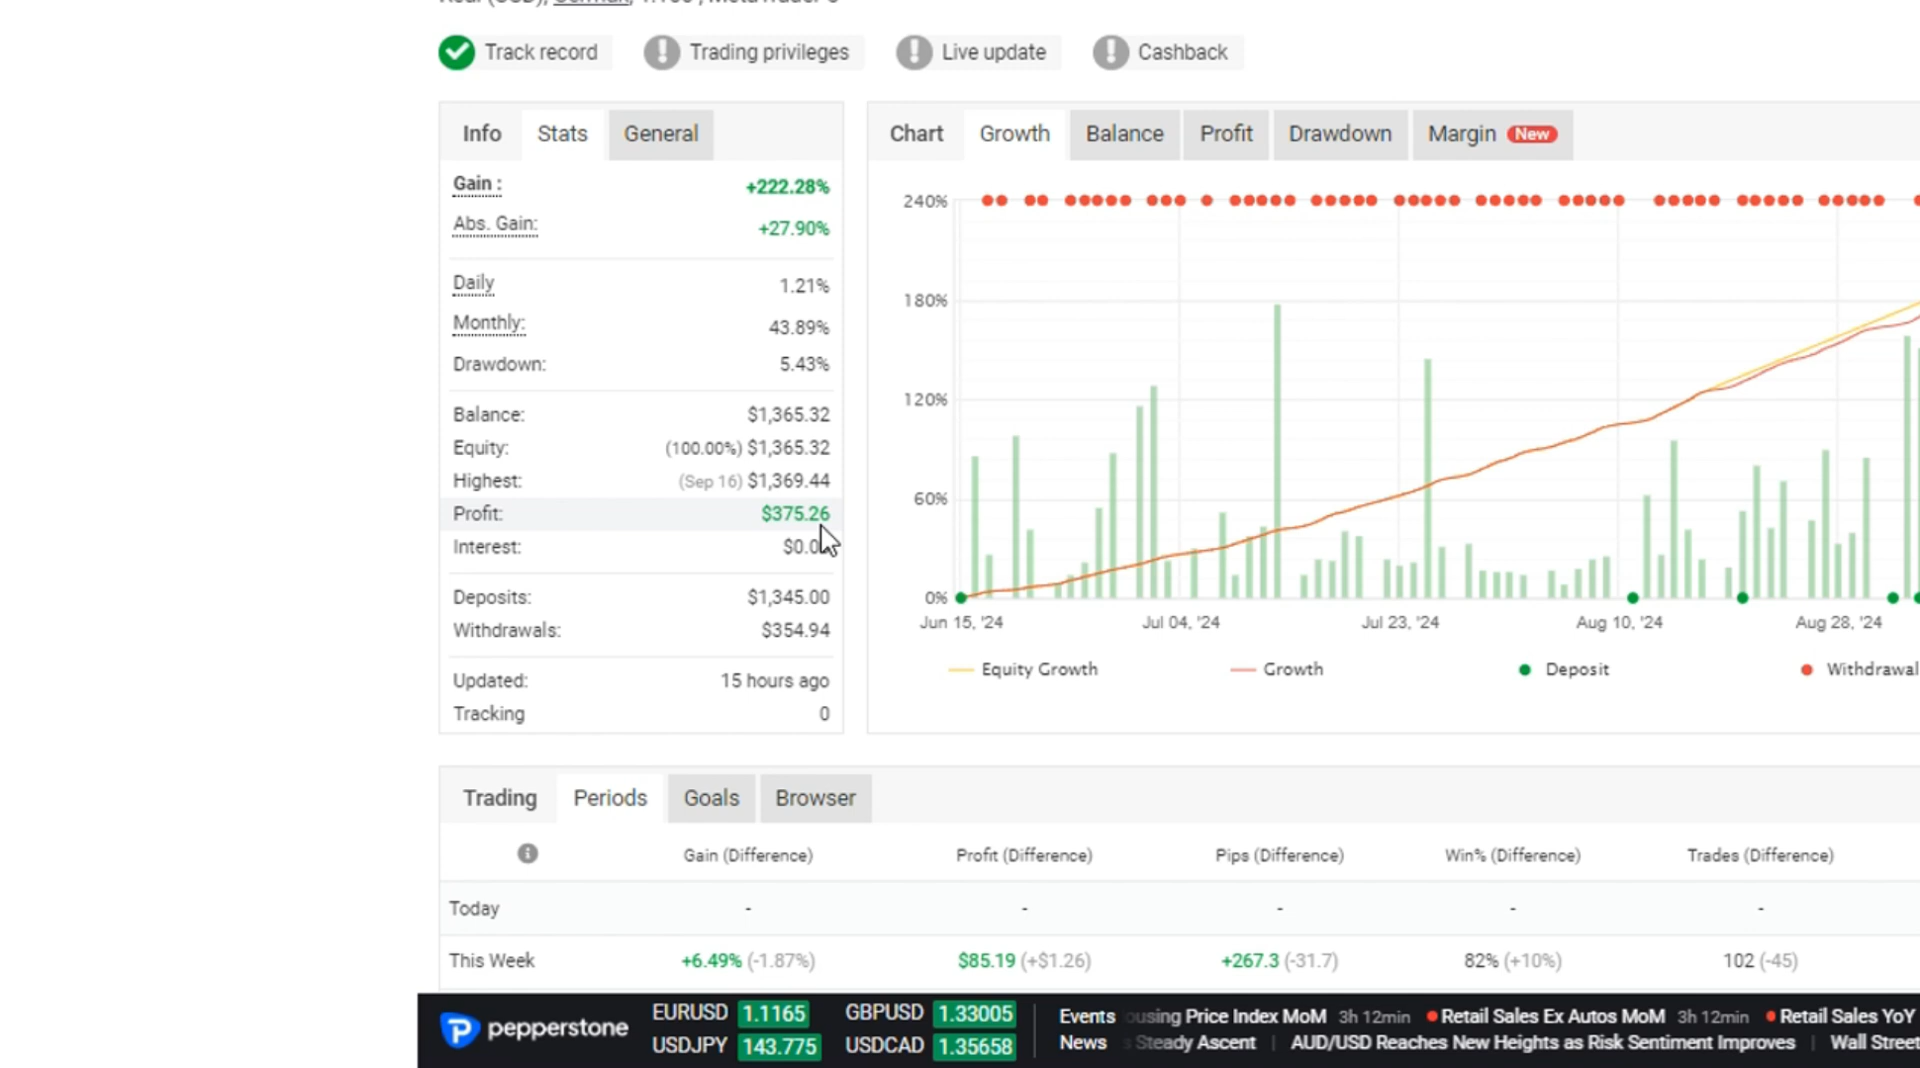 Track record
Trading privileges
Live update
Cashback
Info Stats General
Gain : +222.28%
Abs. Gain: +27.90%
Daily 1.21%
Monthly: 43.89%
Drawdown: 5.43%
Balance: $1,365.32
Equity: (100.00%) $1,365.32
Highest: (Sep 16) $1,369.44
Profit: $375.26
Interest: $0.0
Deposits: $1,345.00
Withdrawals: $354.94
Updated: 15 hours ago
Tracking 0
Chart Growth Balance Profit Drawdown Margin New
240%
180%
120%
60%
0%
Jun 15, '24 Jul 04, '24 Jul 23, '24 Aug 10, '24 Aug 28, '24
Equity Growth Growth Deposit Withdrawal
Trading Periods Goals Browser
Gain (Difference) Profit (Difference) Pips (Difference) Win% (Difference) Trades (Difference)
Today - - - - -
This Week +6.49% (-1.87%) $85.19 (+$1.26) +267.3 (-31.7) 82% (+10%) 102 (-45)
pepperstone
EURUSD 1.1165 GBPUSD 1.33005
USDJPY 143.775 USDCAD 1.35658
Events ousing Price Index MoM 3h 12min Retail Sales Ex Autos MoM 3h 12min Retail Sales YoY
News s Steady Ascent | AUD/USD Reaches New Heights as Risk Sentiment Improves | Wall Street